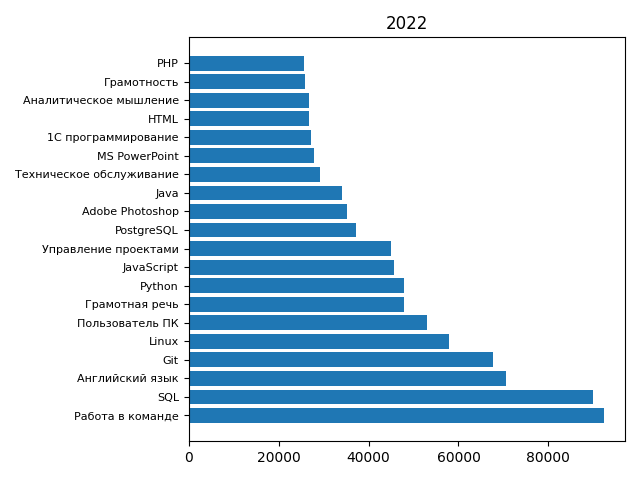 2022
PHP
Грамотность
Аналитическое мышление
HTML
1С программирование
MS PowerPoint
Техническое обслуживание
Java
Adobe Photoshop
PostgreSQL
Управление проектами
JavaScript
Python
Грамотная речь
Пользователь ПК
Linux
Git
Английский язык
SQL
Работа в команде
0 20000 40000 60000 80000